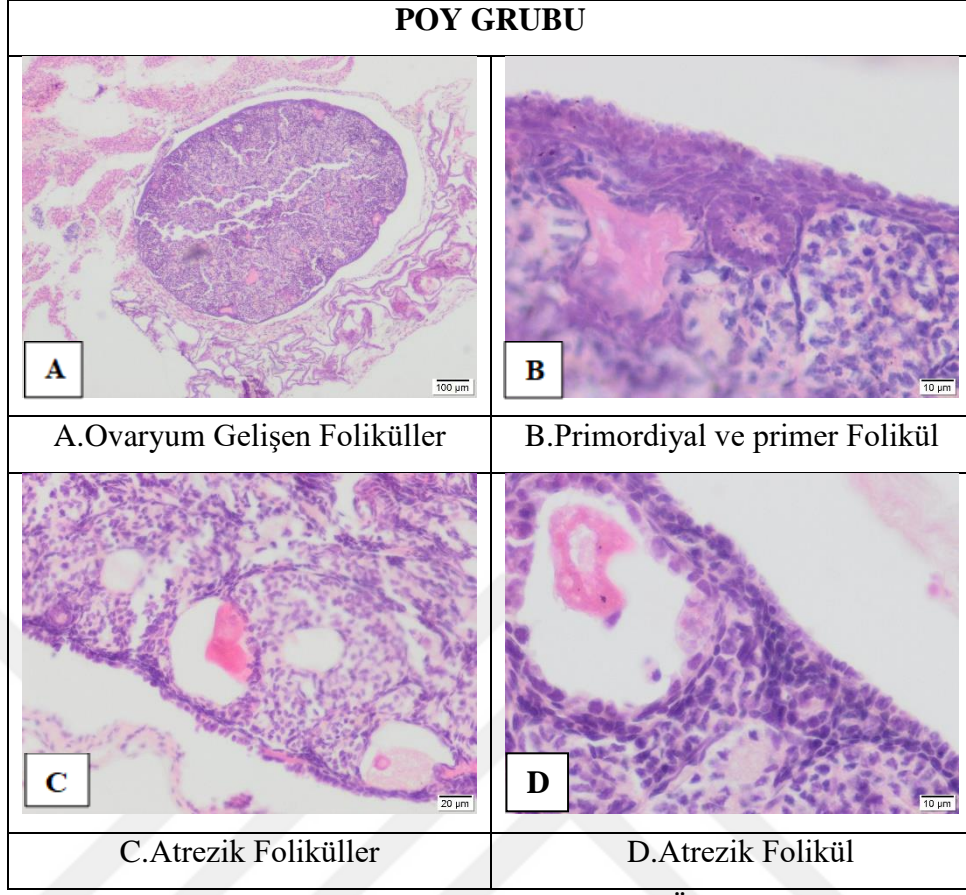 POY GRUBU
A
100 µm
B
10 µm
A.Ovaryum Gelişen Foliküller
B.Primordiyal ve primer Folikül
C
20 µm
D
10 µm
C.Atrezik Foliküller
D.Atrezik Folikül